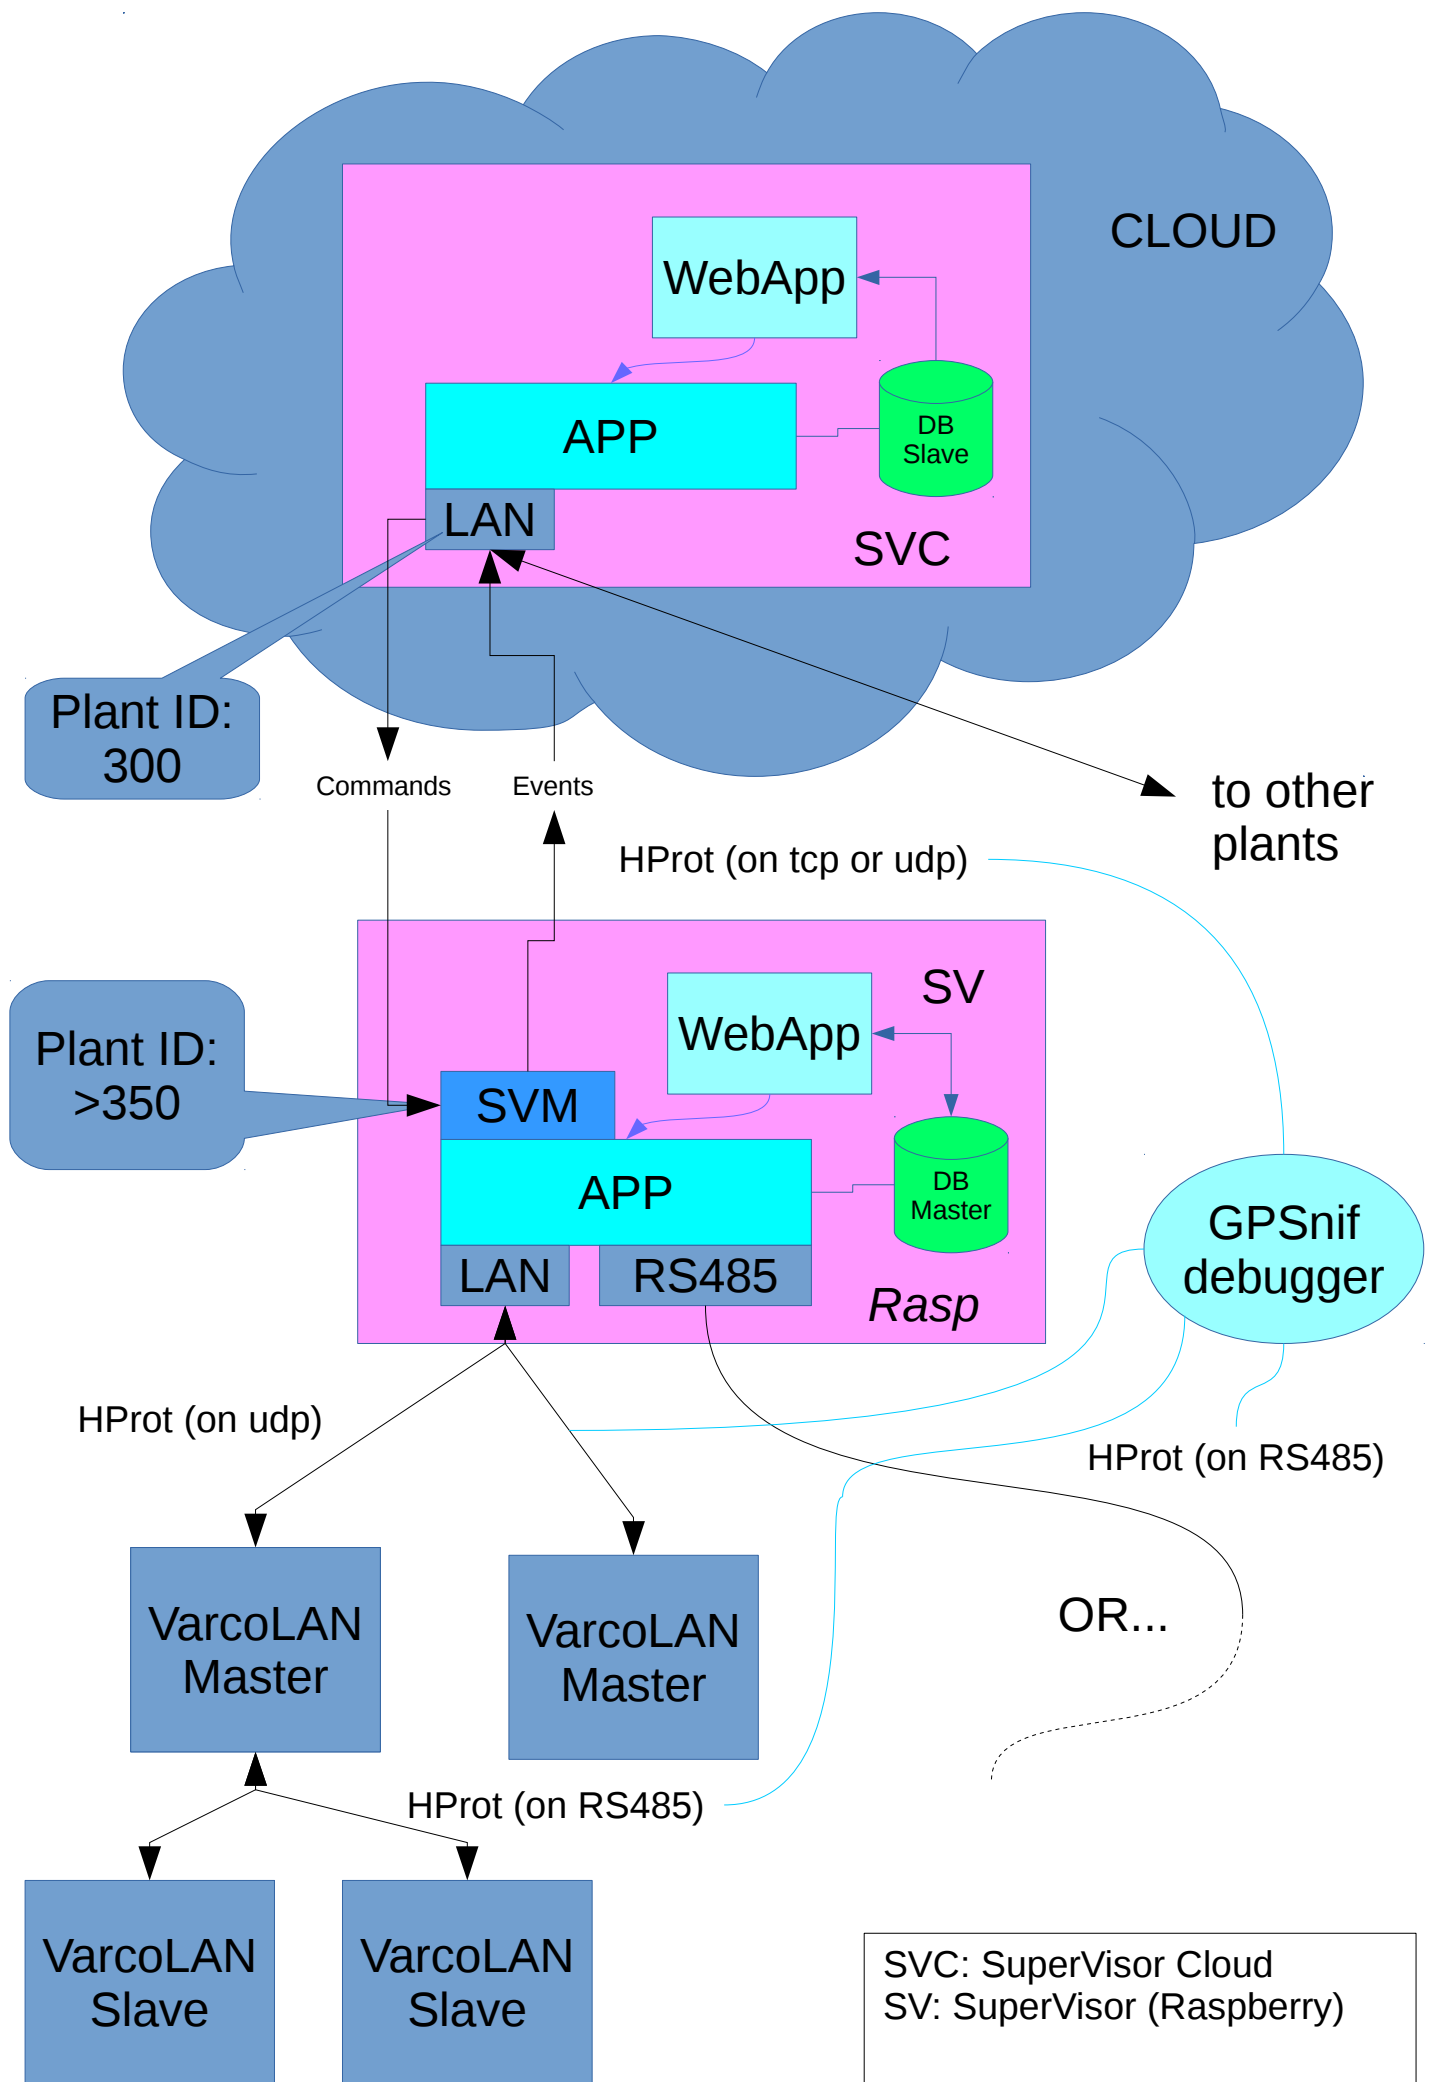 CLOUD
WebApp
APP
DB
Slave
LAN
SVC
Plant ID:
300
Commands
Events
to other
plants
HProt (on tcp or udp)
SV
WebApp
Plant ID:
>350
SVM
APP
DB
Master
LAN
RS485
Rasp
GPSnif
debugger
HProt (on udp)
HProt (on RS485)
VarcoLAN
Master
VarcoLAN
Master
OR...
HProt (on RS485)
VarcoLAN
Slave
VarcoLAN
Slave
SVC: SuperVisor Cloud
SV: SuperVisor (Raspberry)